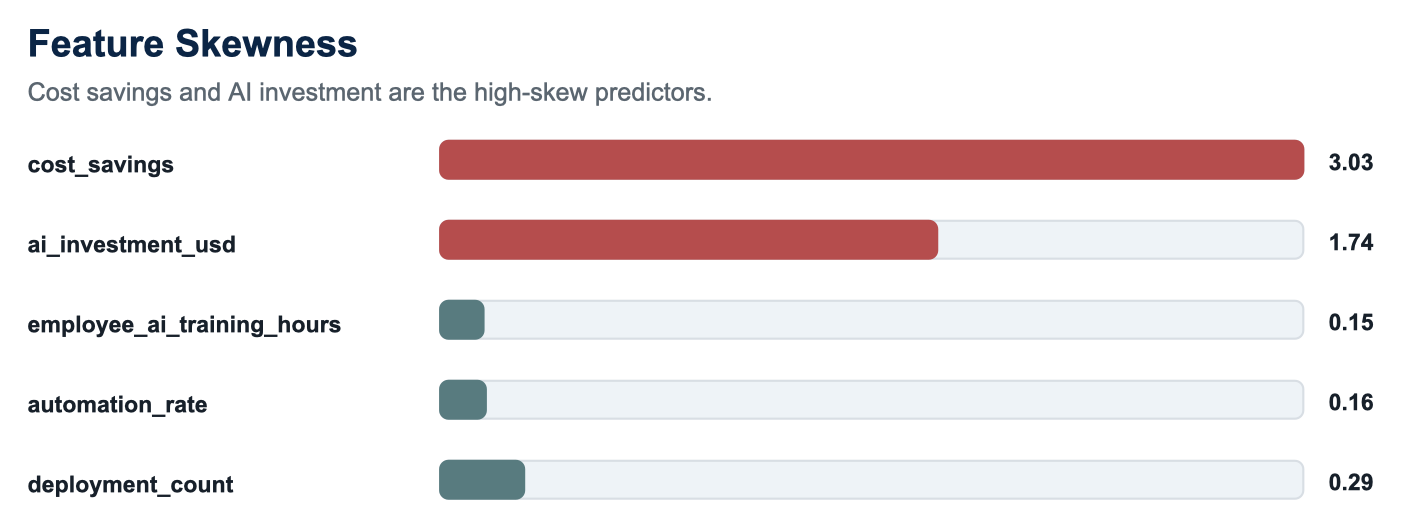 Feature Skewness
Cost savings and AI investment are the high-skew predictors.
cost_savings 3.03
ai_investment_usd 1.74
employee_ai_training_hours 0.15
automation_rate 0.16
deployment_count 0.29